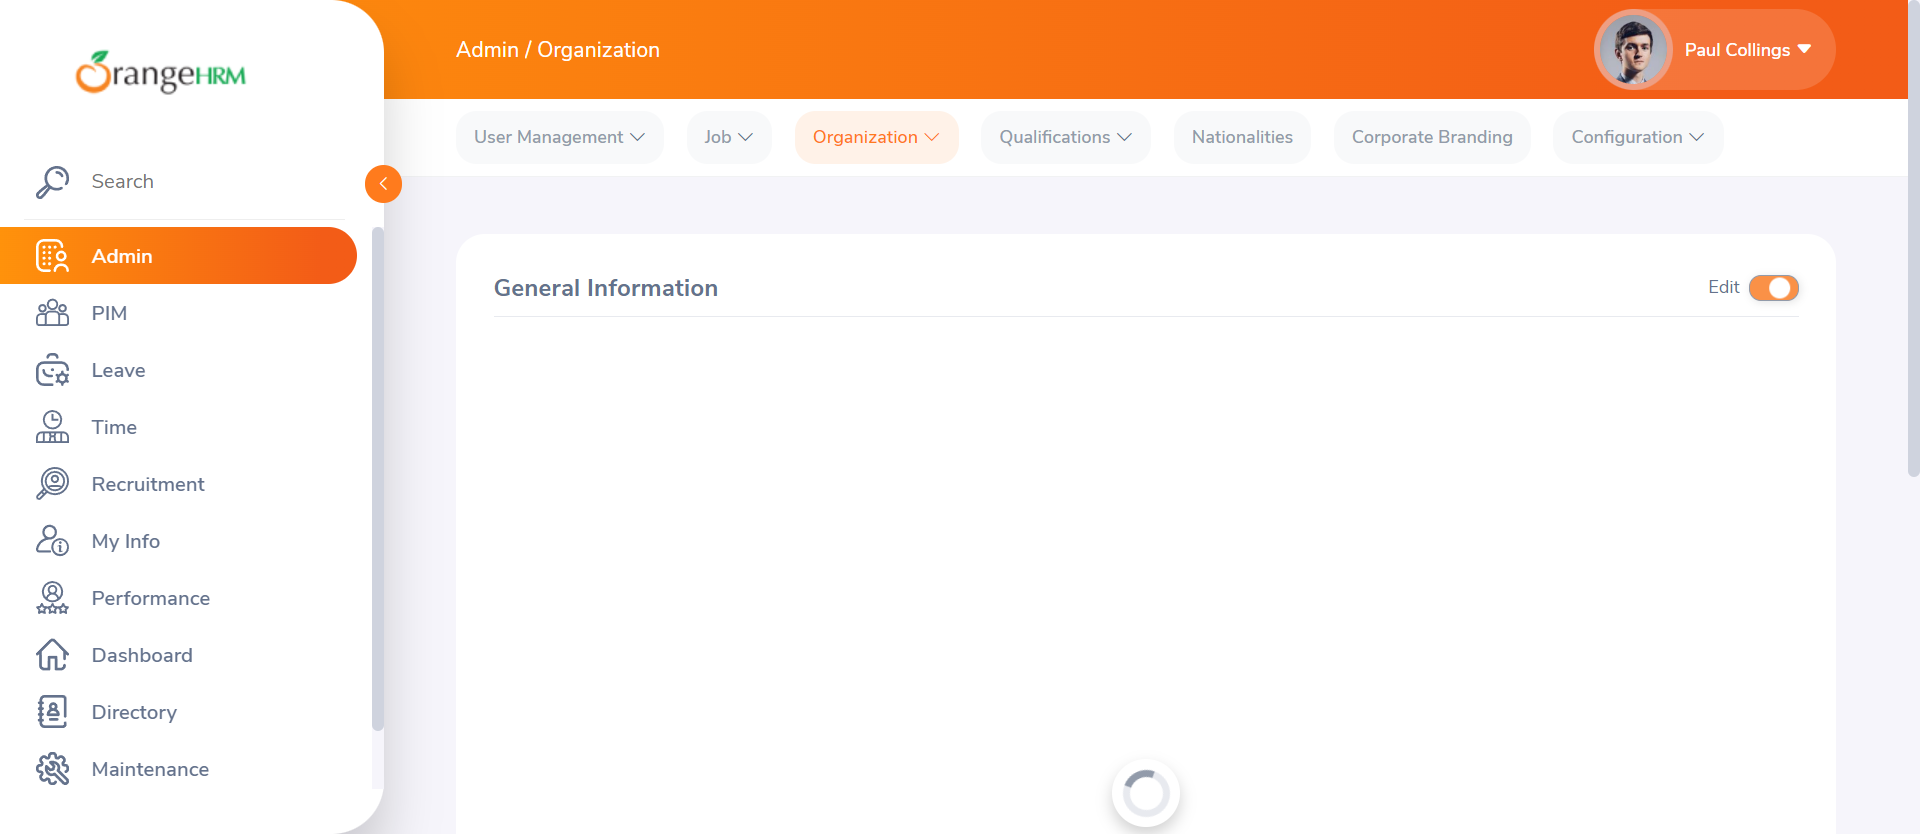 OrangeHRM
Admin / Organization
Paul Collings
User Management
Job
Organization
Qualifications
Nationalities
Corporate Branding
Configuration
Search
Admin
PIM
Leave
Time
Recruitment
My Info
Performance
Dashboard
Directory
Maintenance
General Information
Edit